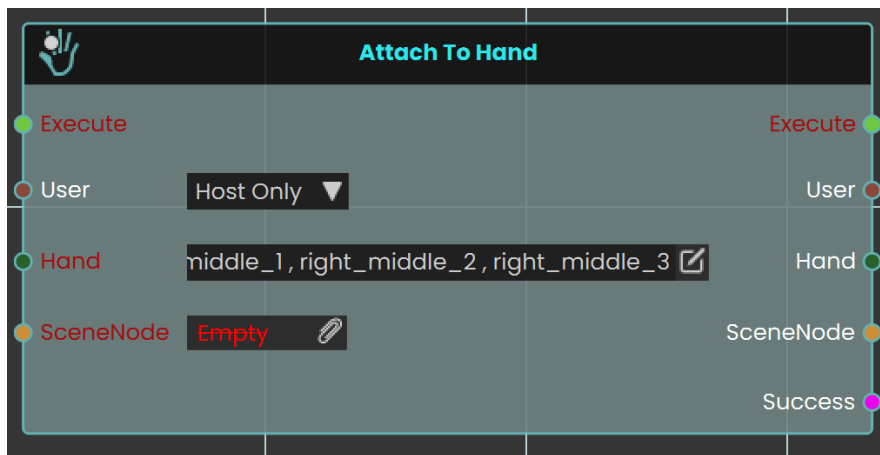 Attach To Hand
Execute Execute
User Host Only User
Hand middle_1 , right_middle_2 , right_middle_3 Hand
SceneNode Empty SceneNode
Success